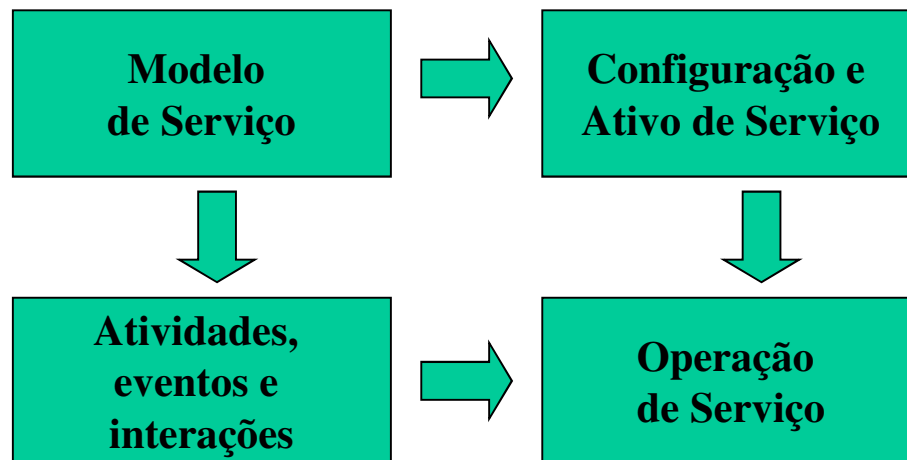 Modelo
de Serviço
Configuração e
Ativo de Serviço
Atividades,
eventos e
interações
Operação
de Serviço